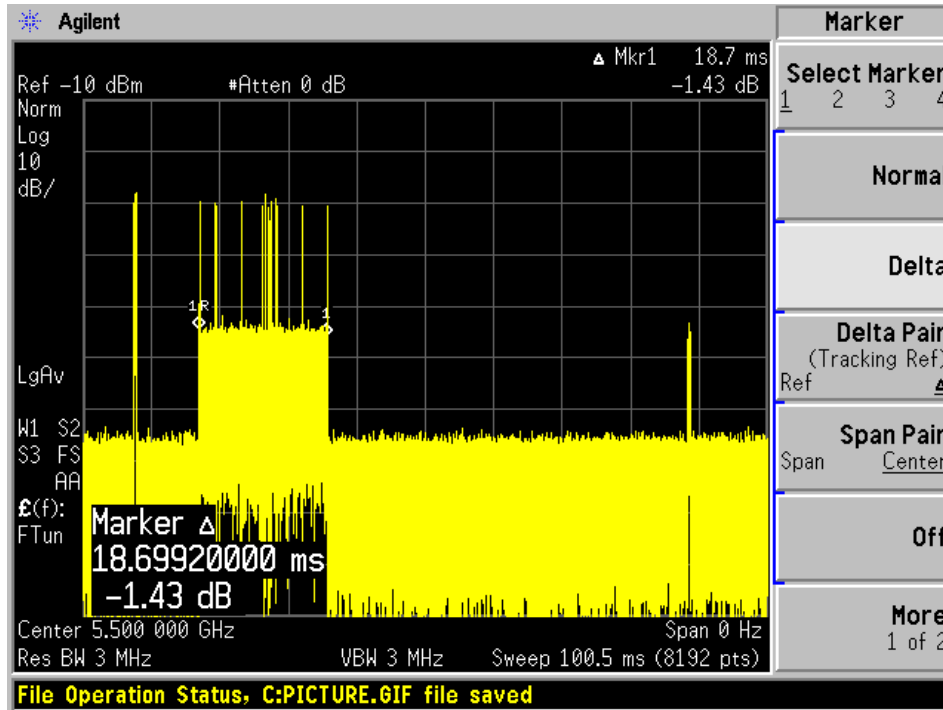 Agilent
Marker
Δ Mkr1 18.7 ms
Ref -10 dBm #Atten 0 dB -1.43 dB
Norm
Log
10
dB/
1R
1
LgAv
W1 S2
S3 FS
AA
£(f):
FTun
Marker Δ
18.69920000 ms
-1.43 dB
Center 5.500 000 GHz Span 0 Hz
Res BW 3 MHz VBW 3 MHz Sweep 100.5 ms (8192 pts)
File Operation Status, C:PICTURE.GIF file saved
Select Marker
1 2 3 4
Norma
Delta
Delta Pair
(Tracking Ref)
Ref Δ
Span Pair
Span Center
Off
More
1 of 2